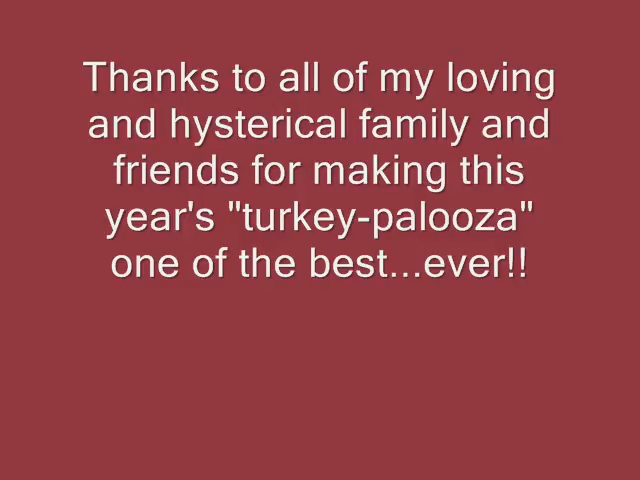 Thanks to all of my loving
and hysterical family and
friends for making this
year's "turkey-palooza"
one of the best...ever!!